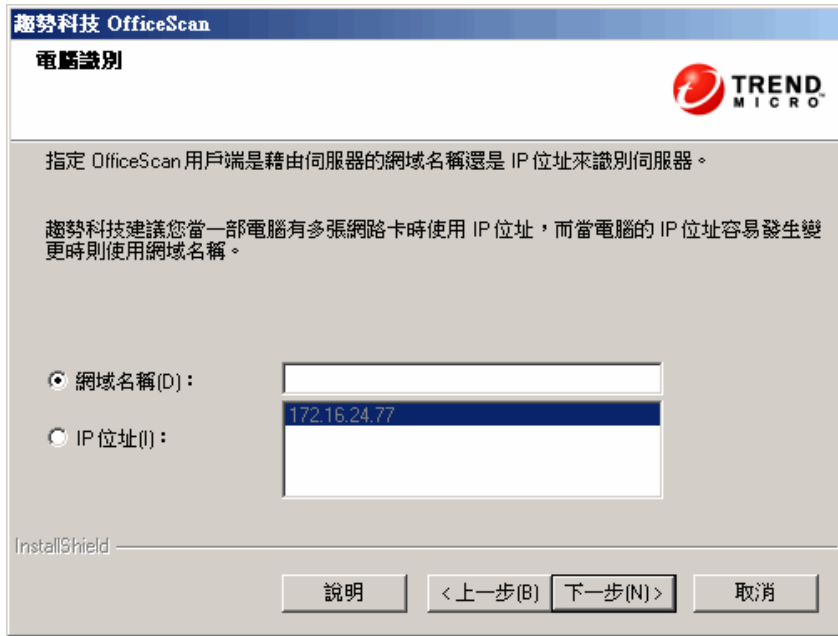 趨勢科技 OfficeScan
電腦識別
TREND
MICRO
指定 OfficeScan 用戶端是藉由伺服器的網域名稱還是 IP 位址來識別伺服器。
趨勢科技建議您當一部電腦有多張網路卡時使用 IP 位址，而當電腦的 IP 位址容易發生變
更時則使用網域名稱。
網域名稱(D)：
172.16.24.77
IP 位址(I)：
InstallShield
說明
< 上一步(B)
下一步(N) >
取消